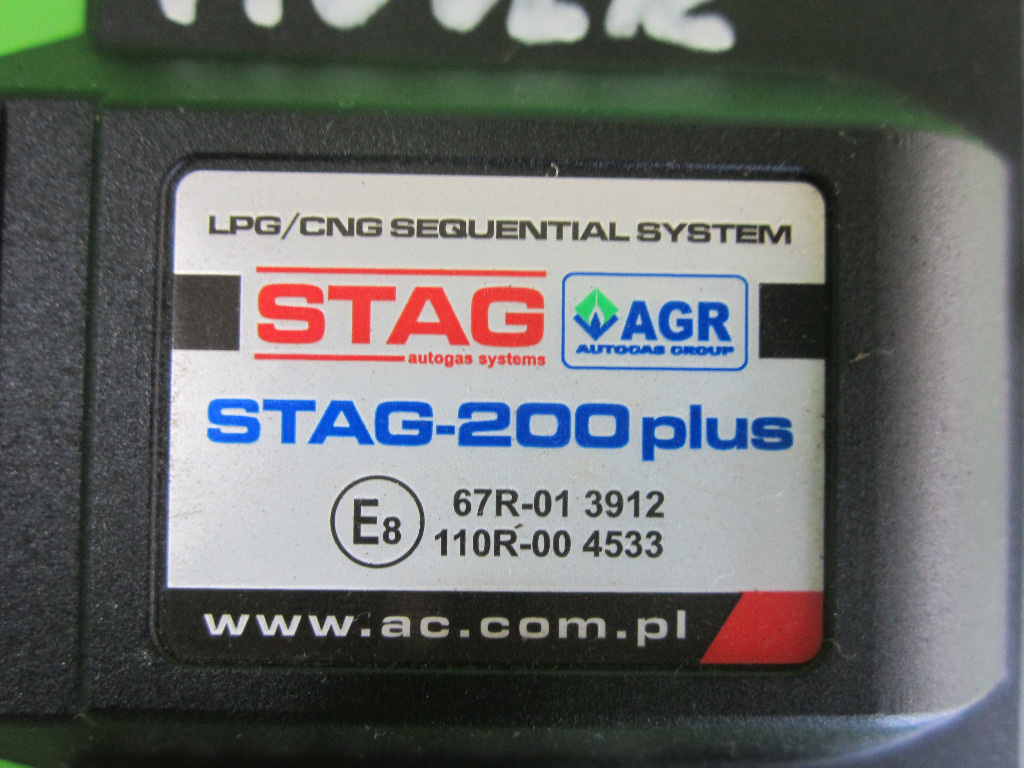 LPG/CNG SEQUENTIAL SYSTEM
STAG
autogas systems
AGR
AUTOGAS GROUP
STAG-200 plus
E8
67R-01 3912
110R-00 4533
www.ac.com.pl